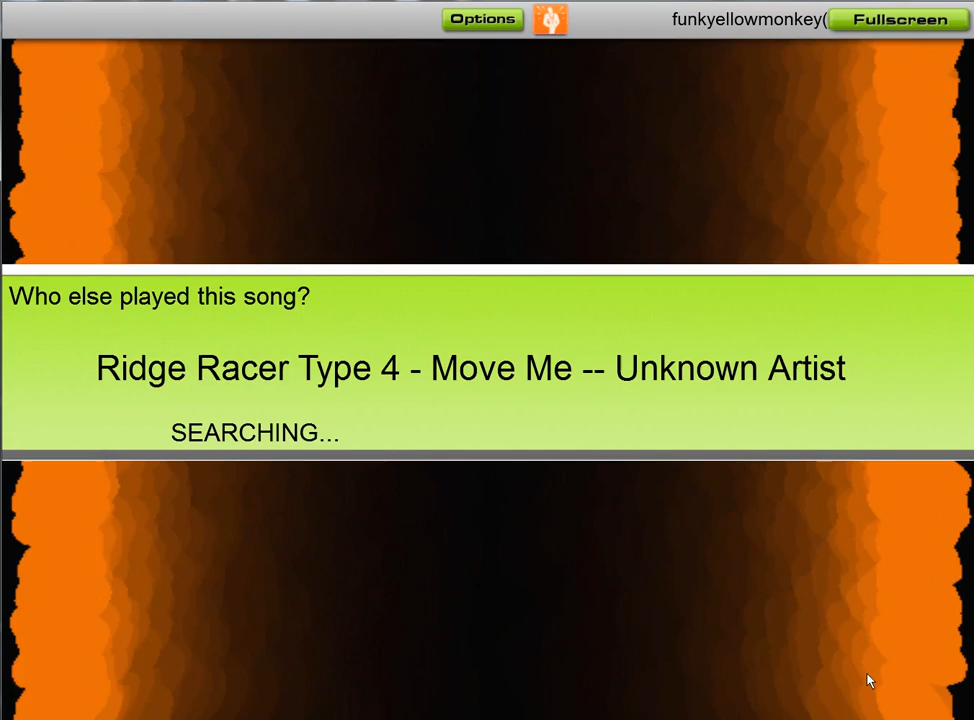 Options funkyellowmonkey( Fullscreen
Who else played this song?
Ridge Racer Type 4 - Move Me -- Unknown Artist
SEARCHING...